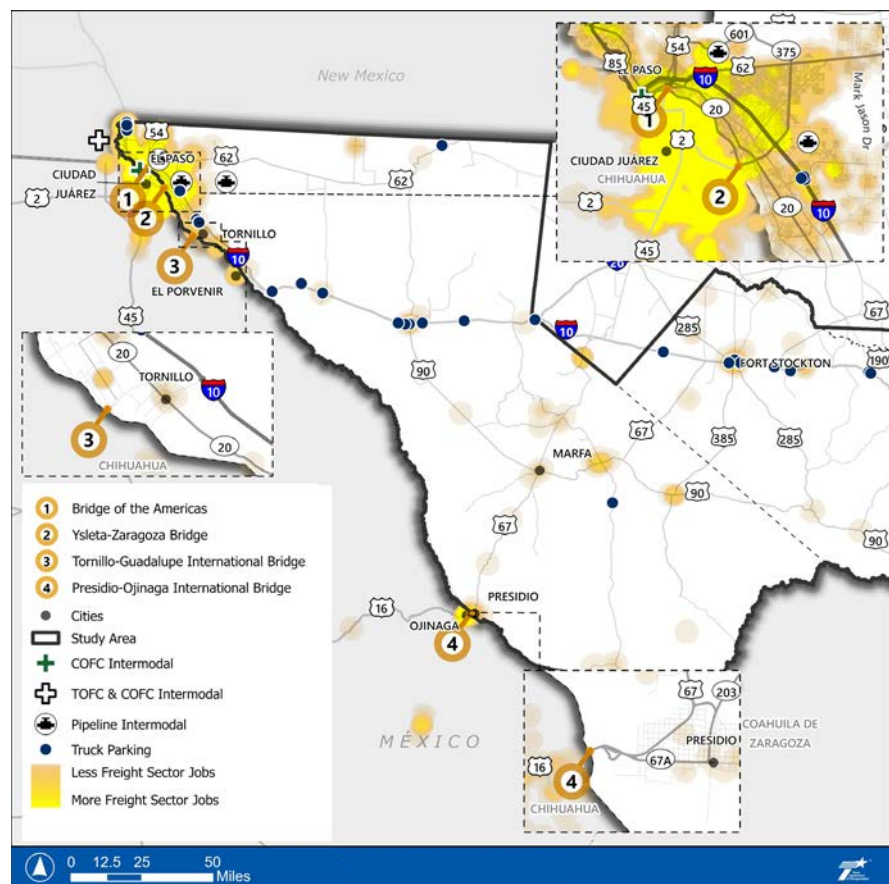 New Mexico
54
EL PASO
62
62
CIUDAD
JUÁREZ
2
1
2
3
TORNILLO
10
EL PORVENIR
45
10
285
67
FORT STOCKTON
190
90
67
385
285
MARFA
90
90
67
16
PRESIDIO
OJINAGA
4
MÉXICO
601
54
375
85
EL PASO
10
62
45
1
20
2
CIUDAD JUÁREZ
CHIHUAHUA
2
2
20
10
45
20
TORNILLO
10
20
3
CHIHUAHUA
67
203
COAHUILA DE
ZARAGOZA
PRESIDIO
16
67A
4
CHIHUAHUA
1 Bridge of the Americas
2 Ysleta-Zaragoza Bridge
3 Tornillo-Guadalupe International Bridge
4 Presidio-Ojinaga International Bridge
Cities
Study Area
COFC Intermodal
TOFC & COFC Intermodal
Pipeline Intermodal
Truck Parking
Less Freight Sector Jobs
More Freight Sector Jobs
0 12.5 25 50
Miles